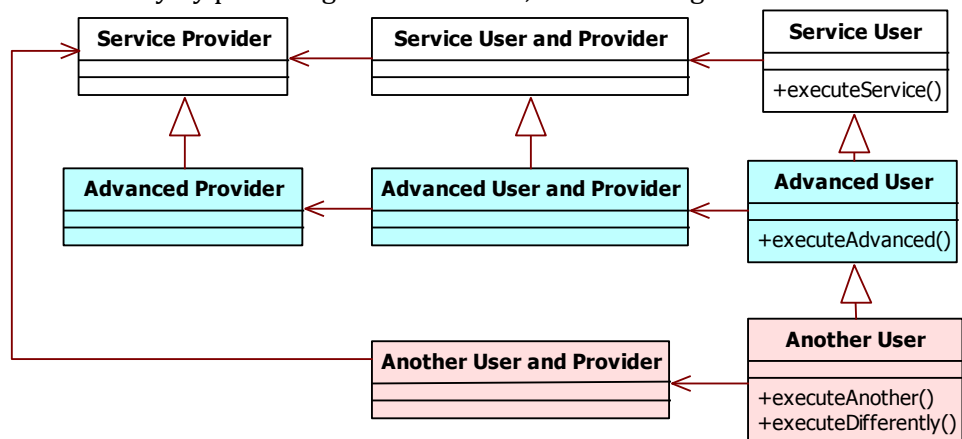 Service Provider
Service User and Provider
Service User
+executeService()
Advanced Provider
Advanced User and Provider
Advanced User
+executeAdvanced()
Another User and Provider
Another User
+executeAnother()
+executeDifferently()